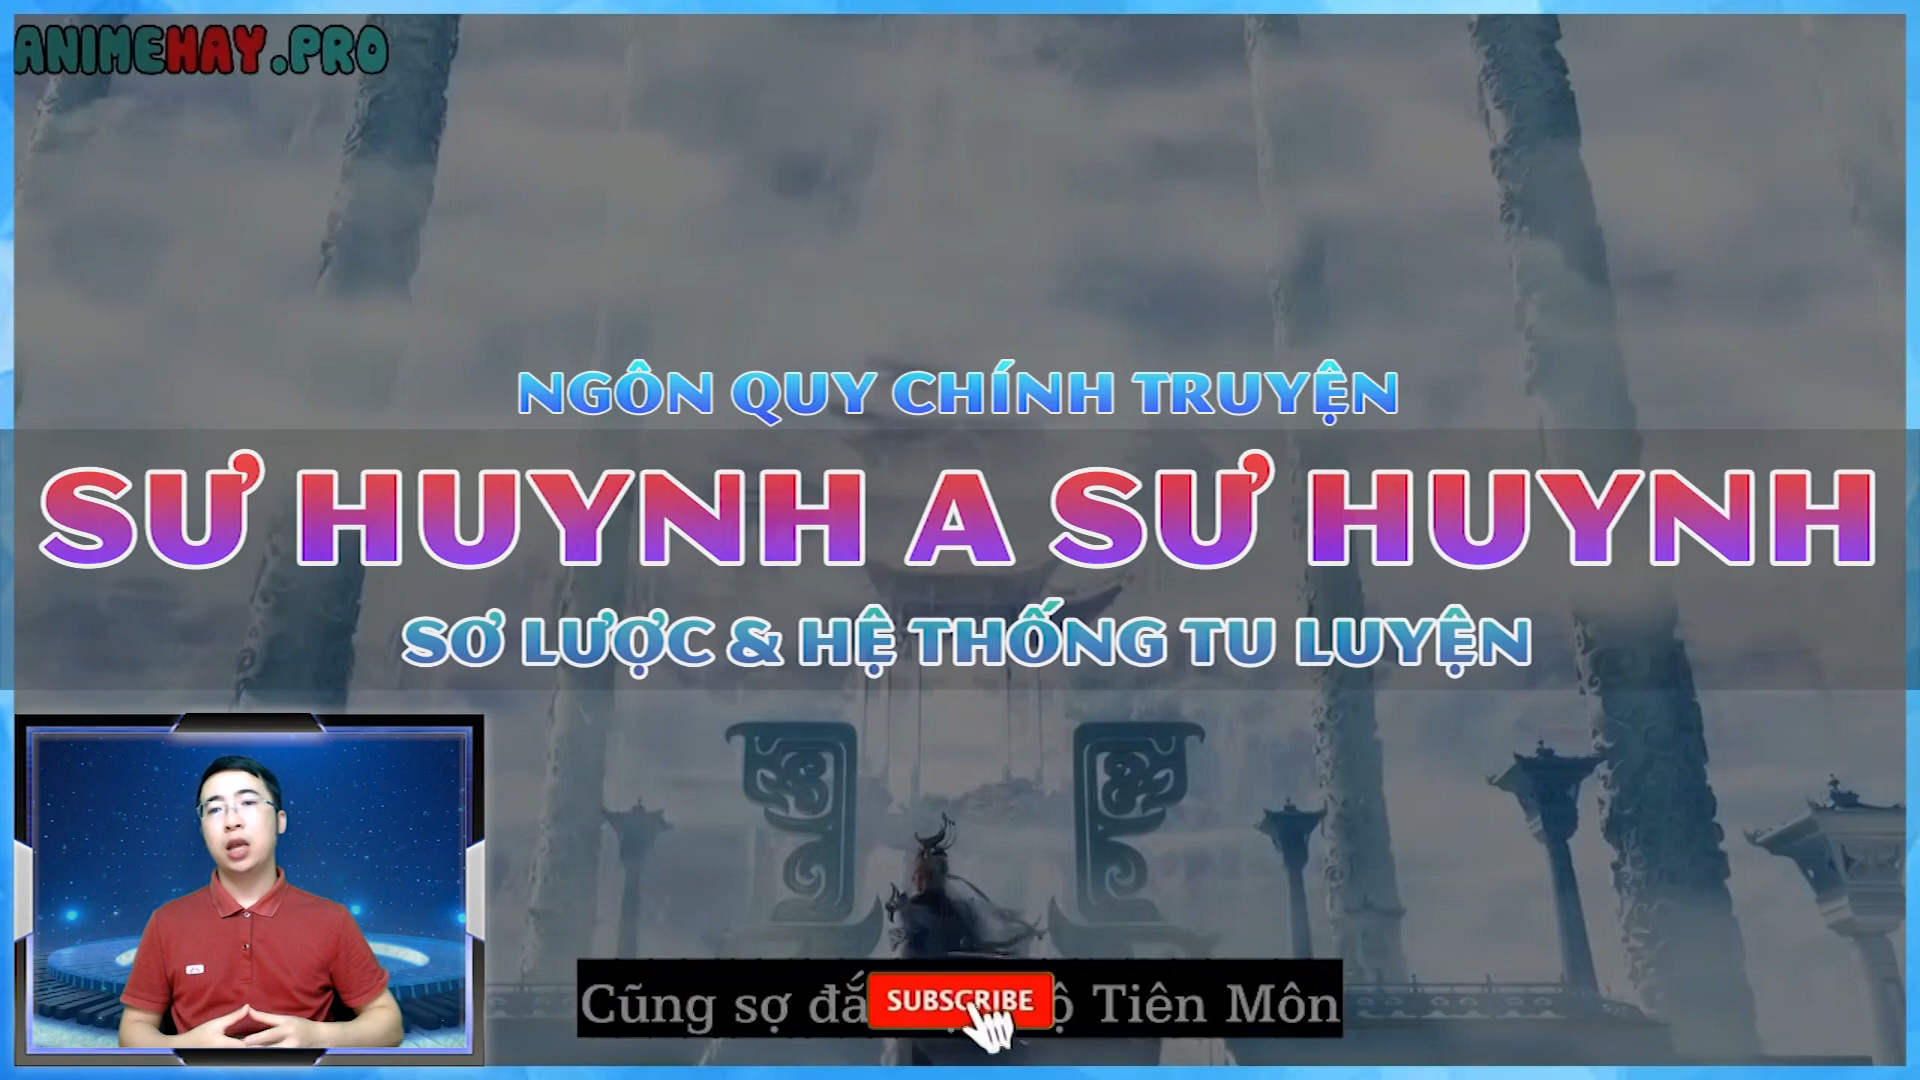 ANIMEHAY.PRO
NGÔN QUY CHÍNH TRUYỆN
SƯ HUYNH A SƯ HUYNH
SƠ LƯỢC & HỆ THỐNG TU LUYỆN
Cũng sợ Tiên Môn
SUBSCRIBE